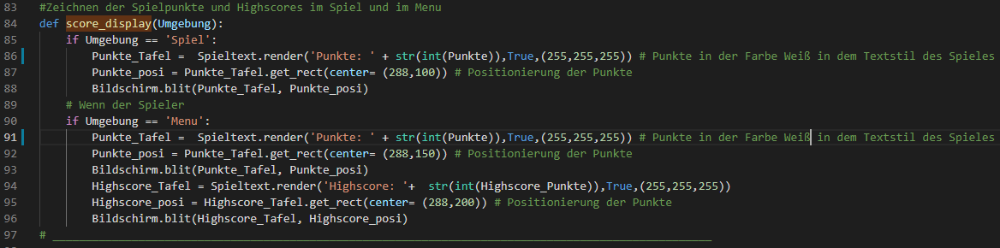 83 #Zeichnen der Spielpunkte und Highscores im Spiel und im Menu
84 def score_display(Umgebung):
85     if Umgebung == 'Spiel':
86         Punkte_Tafel =  Spieltext.render('Punkte: ' + str(int(Punkte)),True,(255,255,255)) # Punkte in der Farbe Weiß in dem Textstil des Spieles
87         Punkte_posi = Punkte_Tafel.get_rect(center= (288,100)) # Positionierung der Punkte
88         Bildschirm.blit(Punkte_Tafel, Punkte_posi)
89     # Wenn der Spieler
90     if Umgebung == 'Menu':
91         Punkte_Tafel =  Spieltext.render('Punkte: ' + str(int(Punkte)),True,(255,255,255)) # Punkte in der Farbe Weiß in dem Textstil des Spieles
92         Punkte_posi = Punkte_Tafel.get_rect(center= (288,150)) # Positionierung der Punkte
93         Bildschirm.blit(Punkte_Tafel, Punkte_posi)
94         Highscore_Tafel = Spieltext.render('Highscore: '+  str(int(Highscore_Punkte)),True,(255,255,255))
95         Highscore_posi = Highscore_Tafel.get_rect(center= (288,200)) # Positionierung der Punkte
96         Bildschirm.blit(Highscore_Tafel, Highscore_posi)
97 # ____________________________________________________________________________________________________